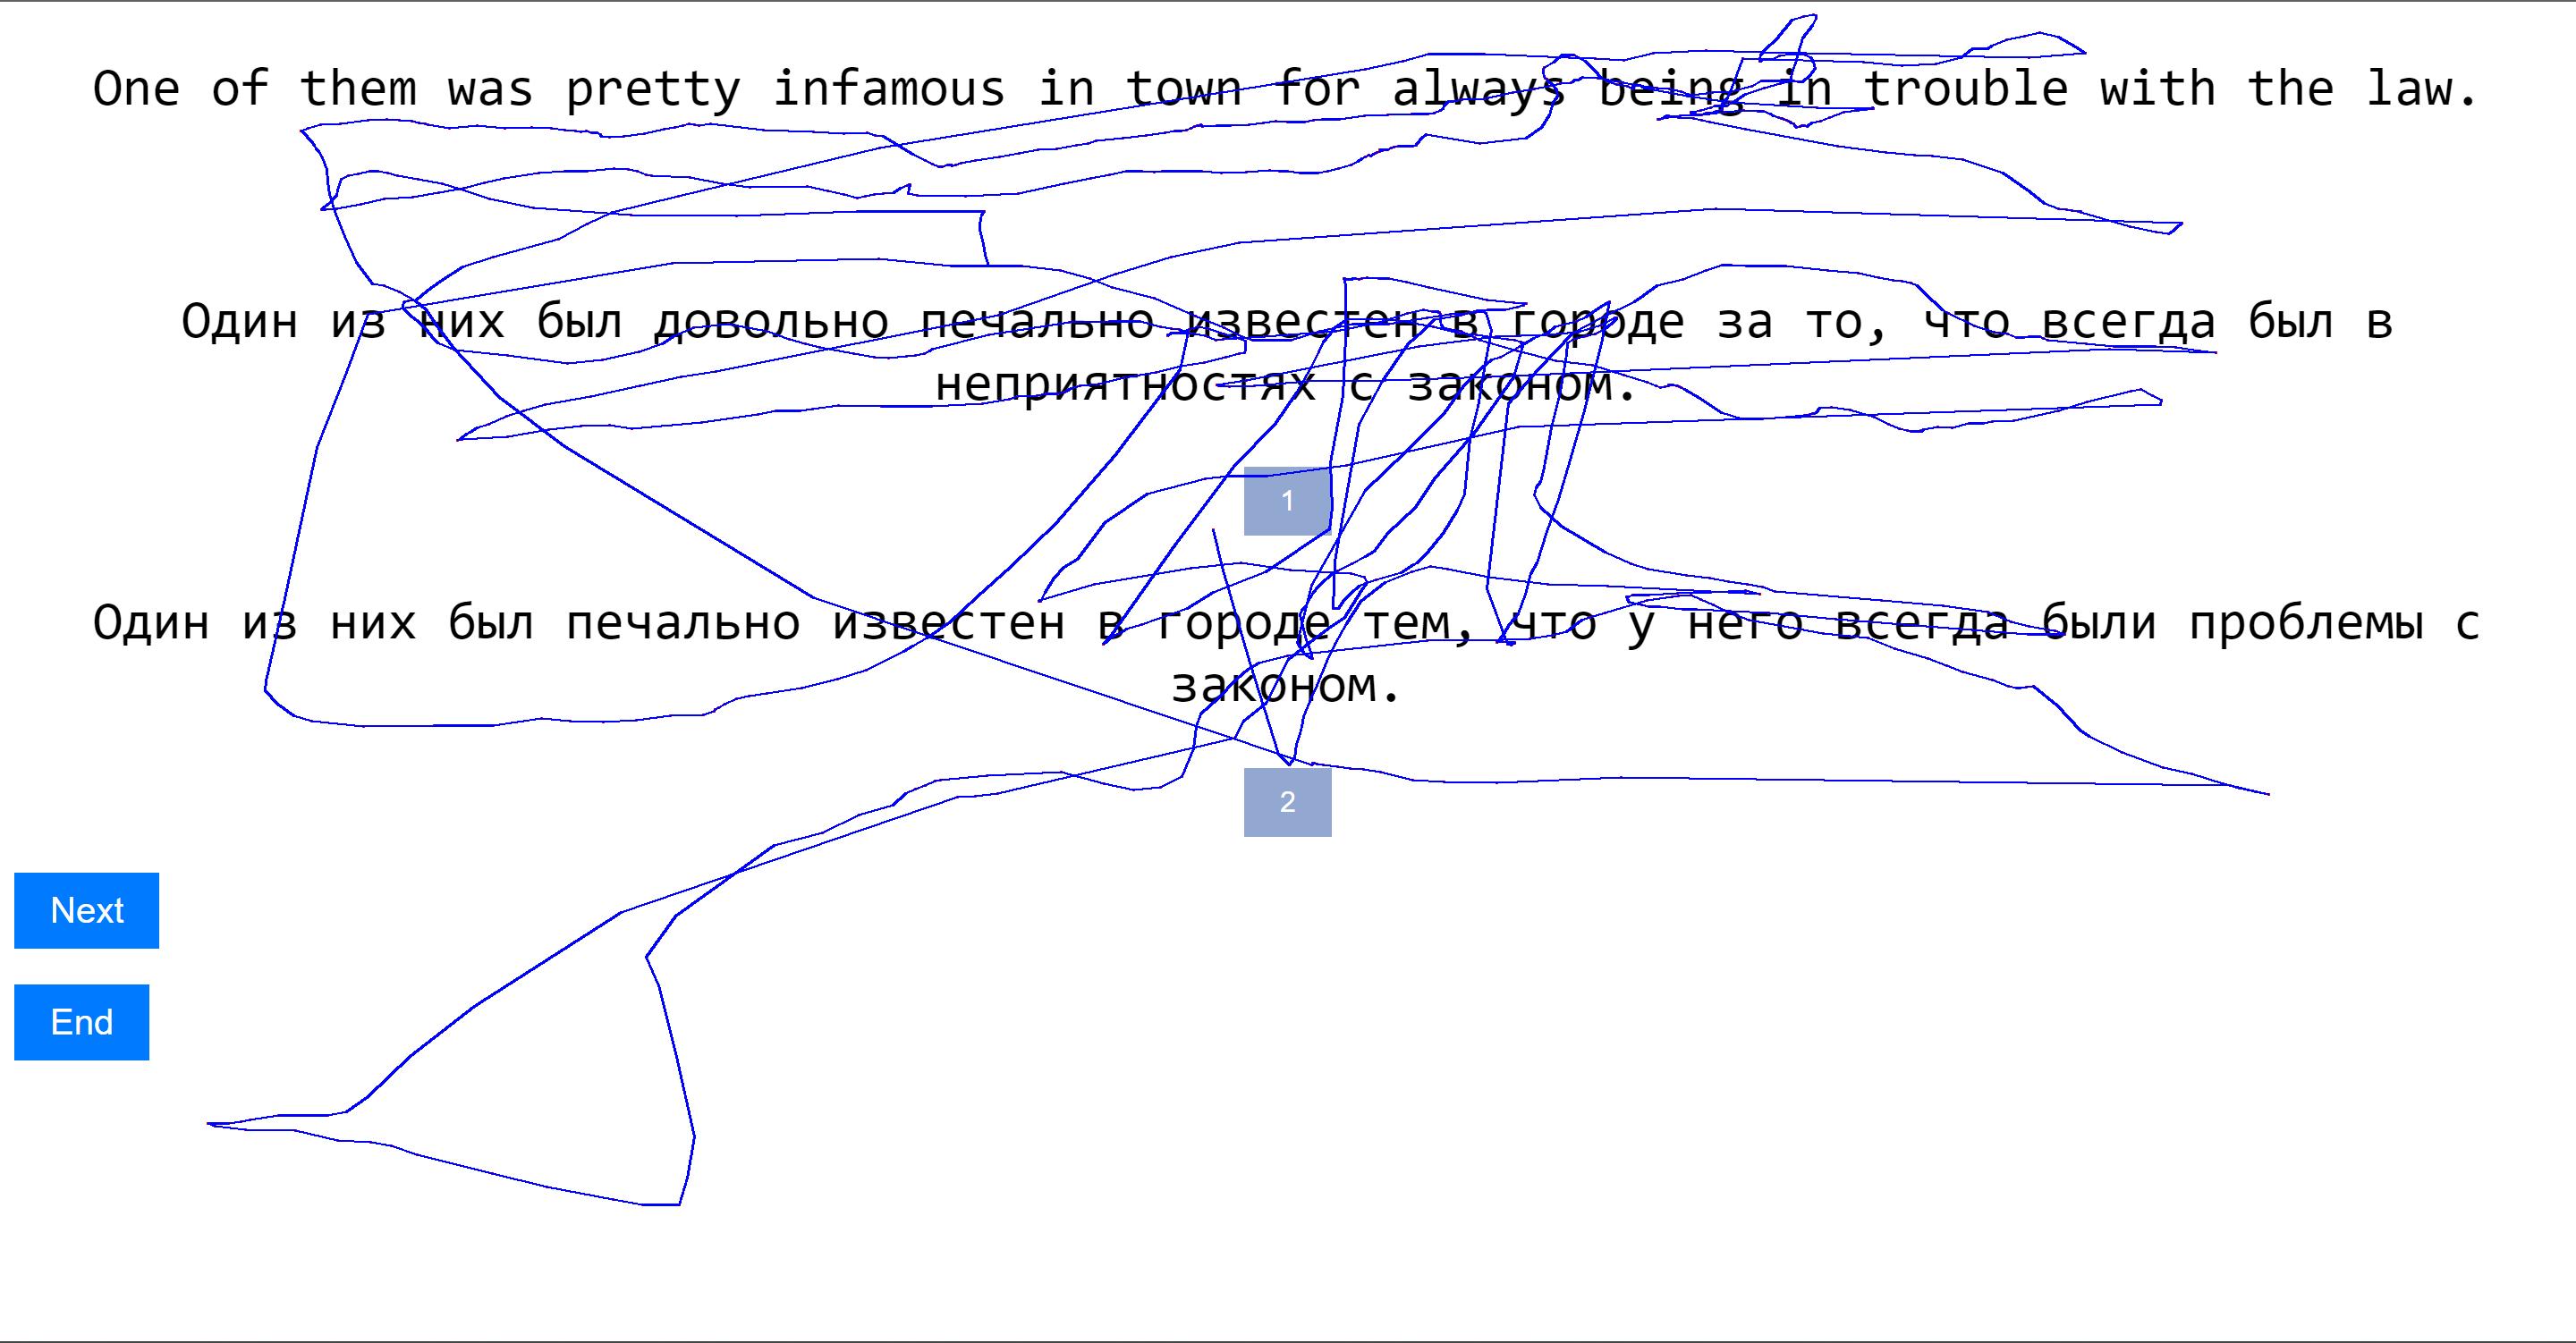 One of them was pretty infamous in town for always being in trouble with the law.
Один из них был довольно печально известен в городе за то, что всегда был в
неприятностях с законом.
1
Один из них был печально известен в городе тем, что у него всегда были проблемы с
законом.
2
Next
End